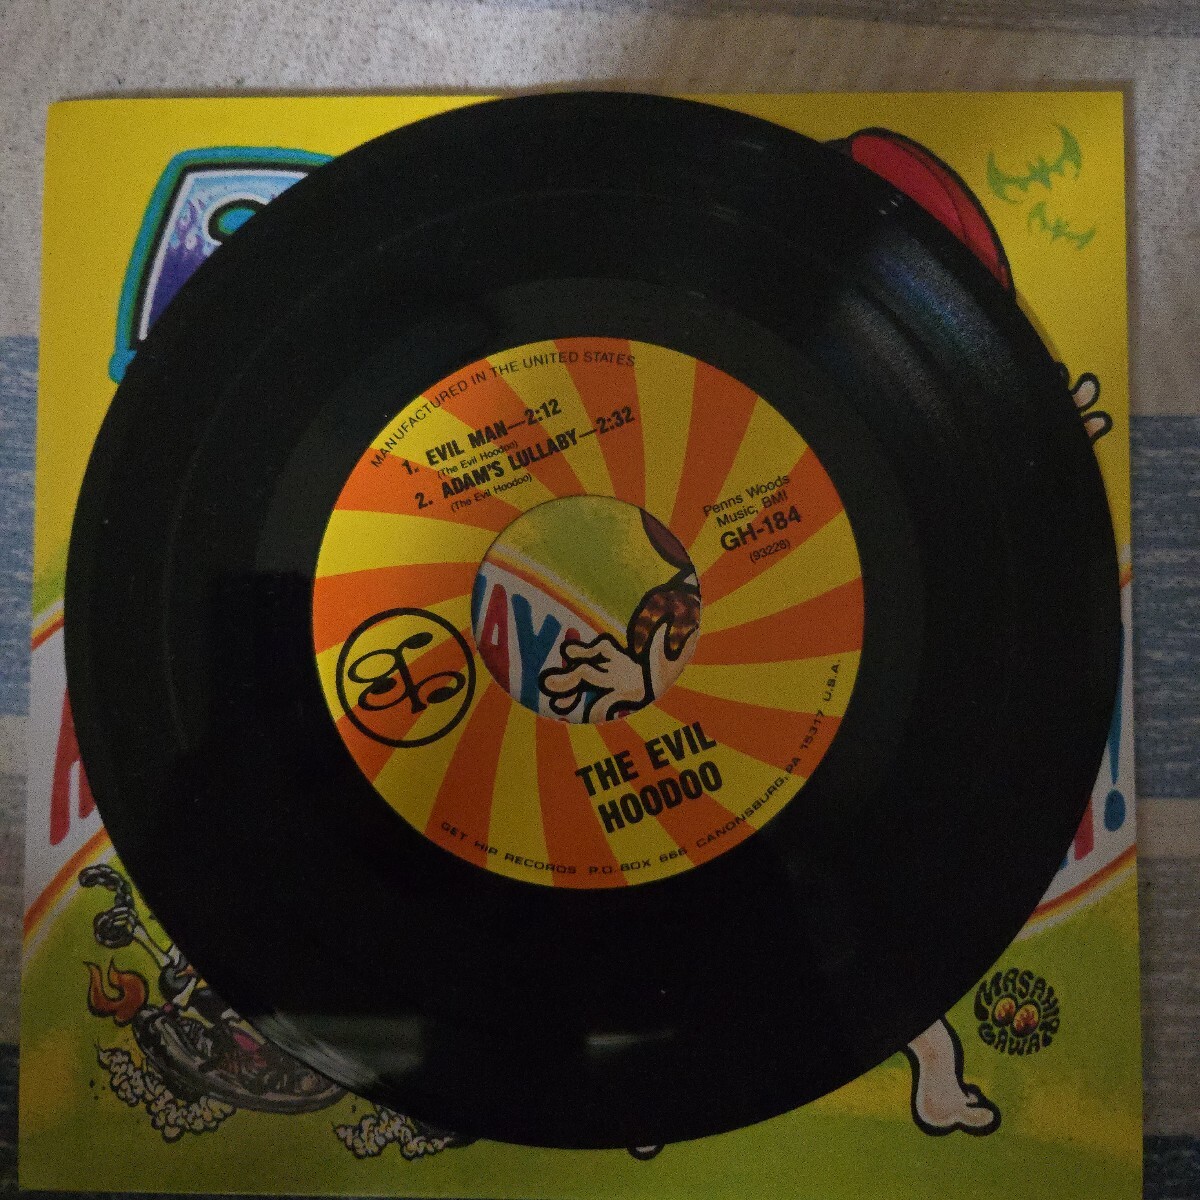 MANUFACTURED IN THE UNITED STATES
1. EVIL MAN—2:12
(The Evil Hoodoo)
2. ADAM'S LULLABY—2:32
(The Evil Hoodoo)
Penns Woods
Music, BMI
GH-184
(93228)
THE EVIL
HOODOO
GET HIP RECORDS P.O. BOX 666 CANONSBURG, PA 15317 U.S.A.